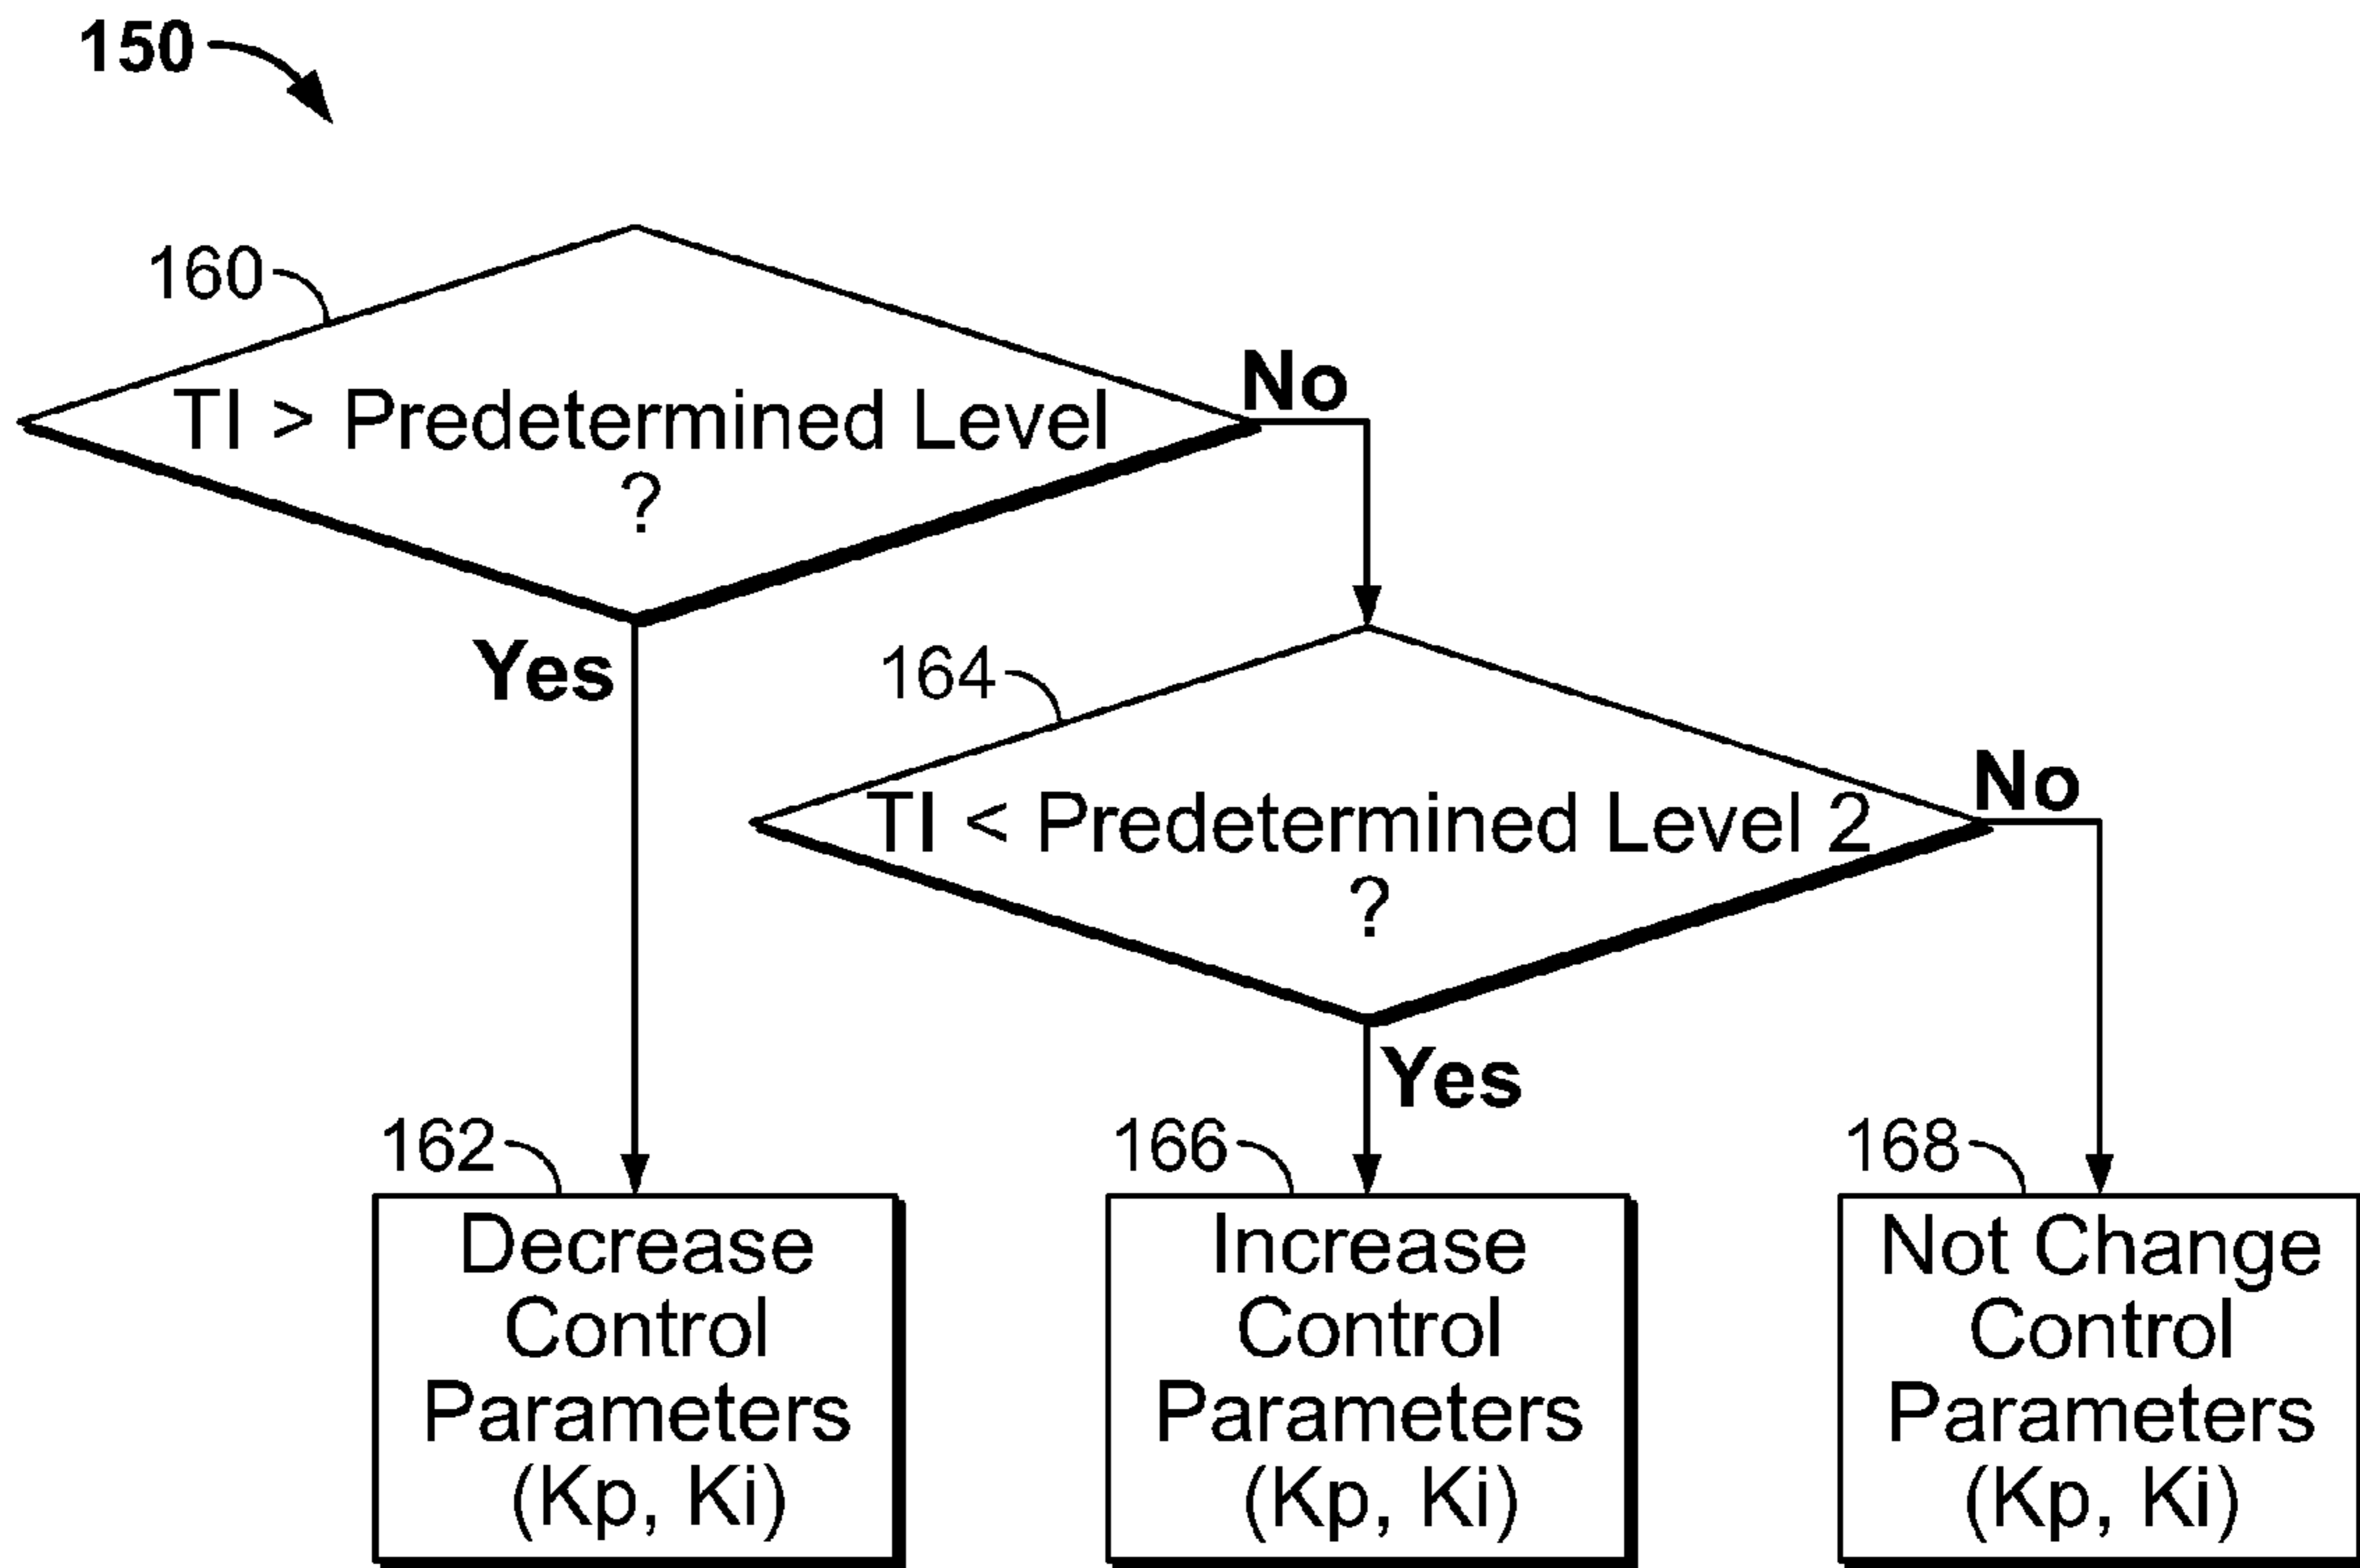 150
160
TI > Predetermined Level
?
No
Yes
164
TI < Predetermined Level 2
?
No
Yes
162
Decrease
Control
Parameters
(Kp, Ki)
166
Increase
Control
Parameters
(Kp, Ki)
168
Not Change
Control
Parameters
(Kp, Ki)